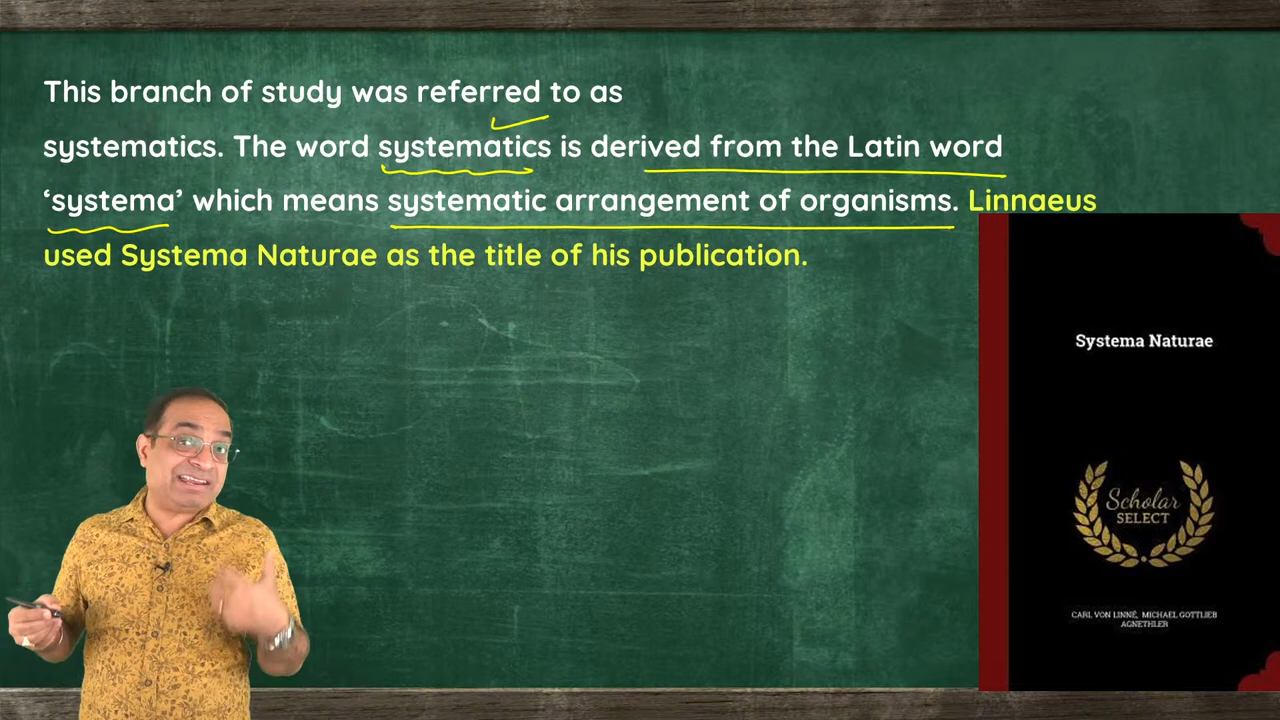 This branch of study was referred to as
systematics. The word systematics is derived from the Latin word
‘systema’ which means systematic arrangement of organisms. Linnaeus
used Systema Naturae as the title of his publication.
Systema Naturae
Scholar
SELECT
CARL VON LINNÉ, MICHAEL GOTTLIEB
AGNETHLER